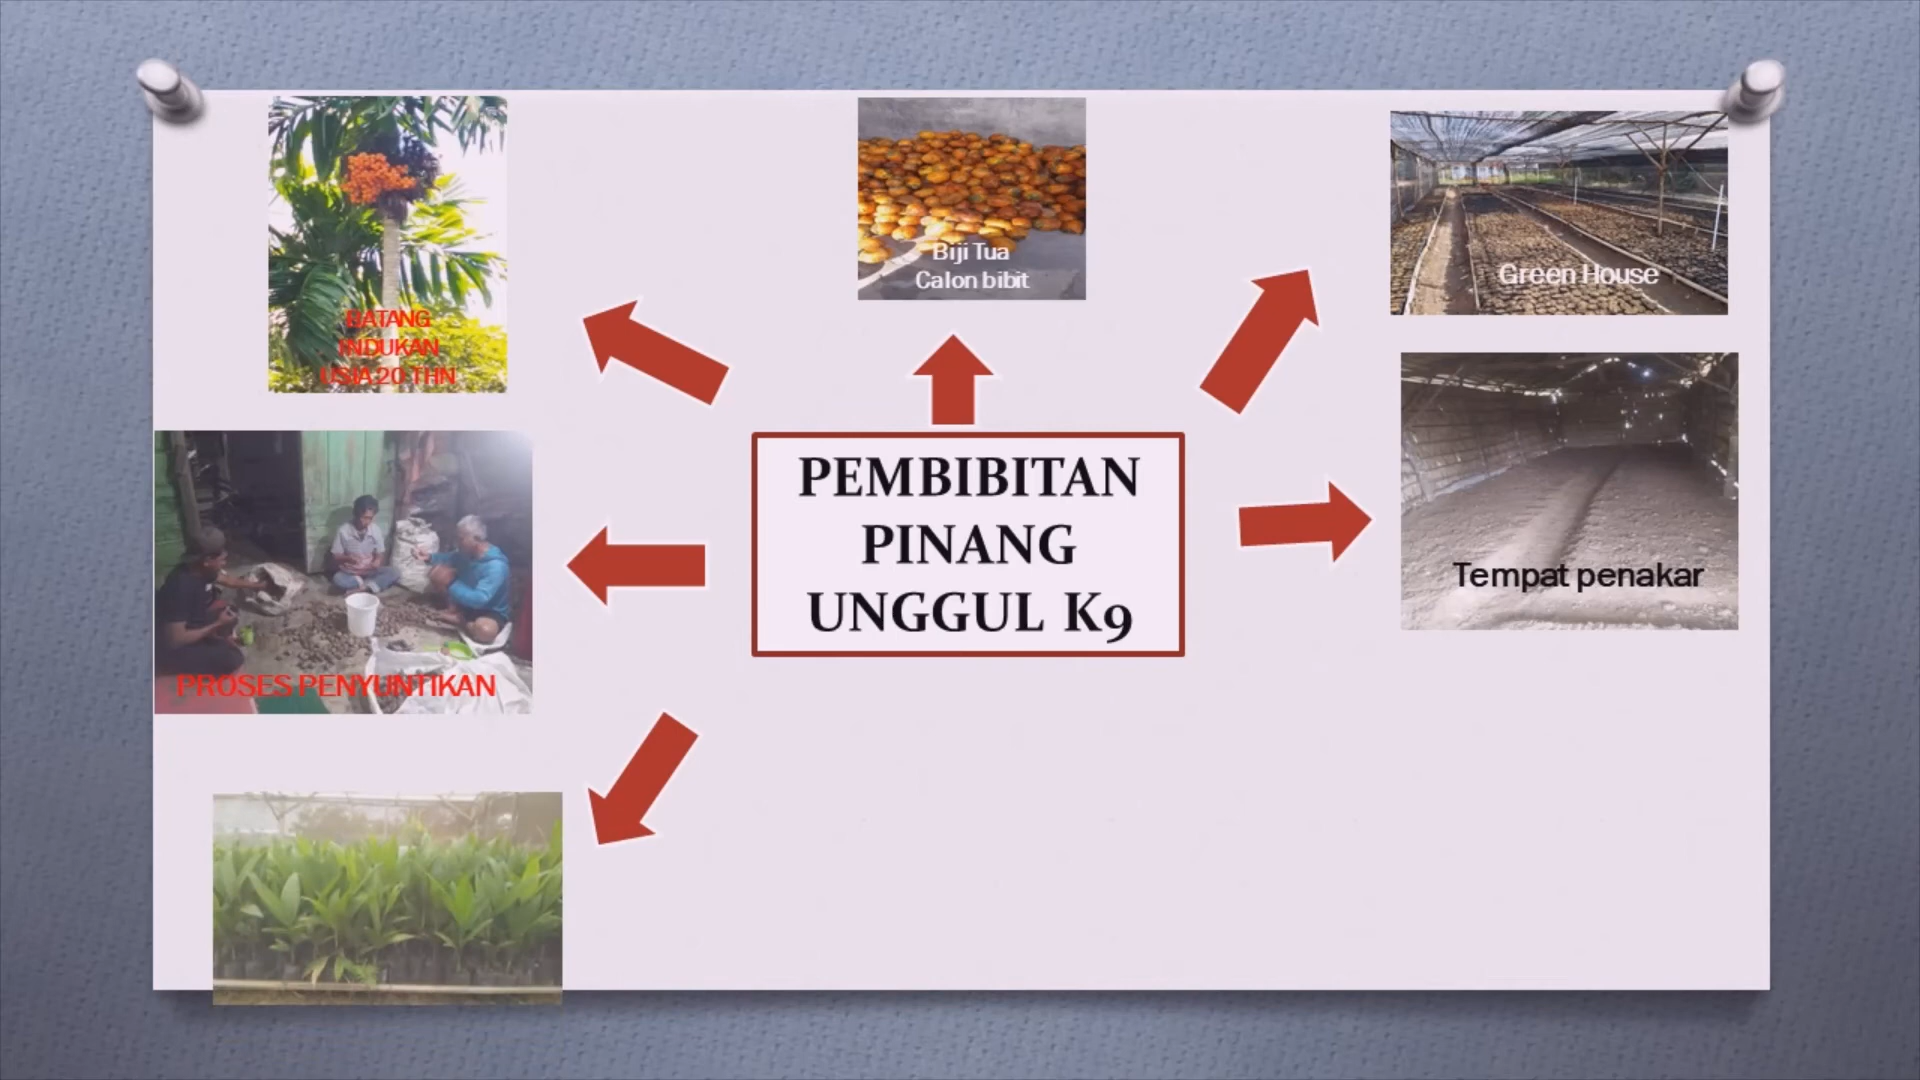 BATANG
INDUKAN
USIA 20 THN
Biji Tua
Calon bibit
Green House
PEMBIBITAN
PINANG
UNGGUL K9
Tempat penakar
PROSES PENYUNTIKAN